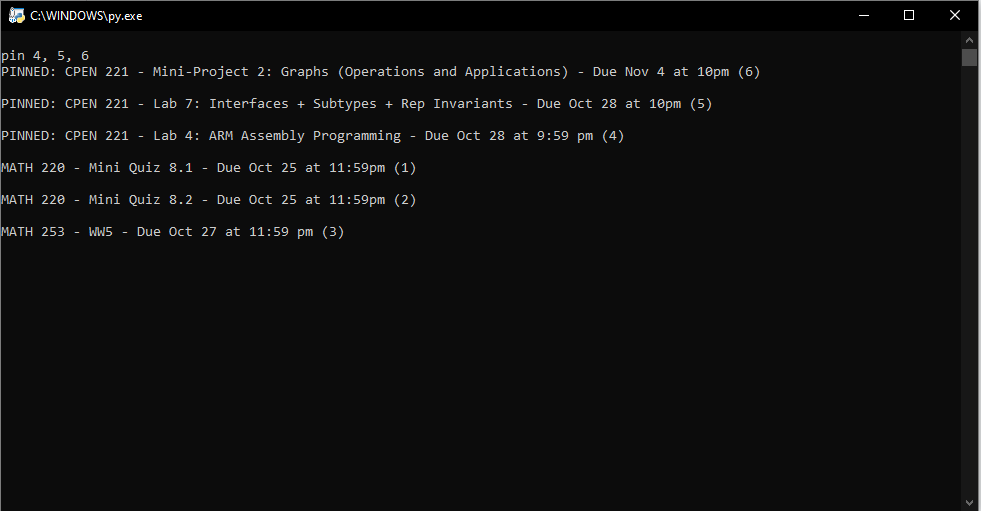 C:\WINDOWS\py.exe
pin 4, 5, 6
PINNED: CPEN 221 - Mini-Project 2: Graphs (Operations and Applications) - Due Nov 4 at 10pm (6)
PINNED: CPEN 221 - Lab 7: Interfaces + Subtypes + Rep Invariants - Due Oct 28 at 10pm (5)
PINNED: CPEN 221 - Lab 4: ARM Assembly Programming - Due Oct 28 at 9:59 pm (4)
MATH 220 - Mini Quiz 8.1 - Due Oct 25 at 11:59pm (1)
MATH 220 - Mini Quiz 8.2 - Due Oct 25 at 11:59pm (2)
MATH 253 - WW5 - Due Oct 27 at 11:59 pm (3)